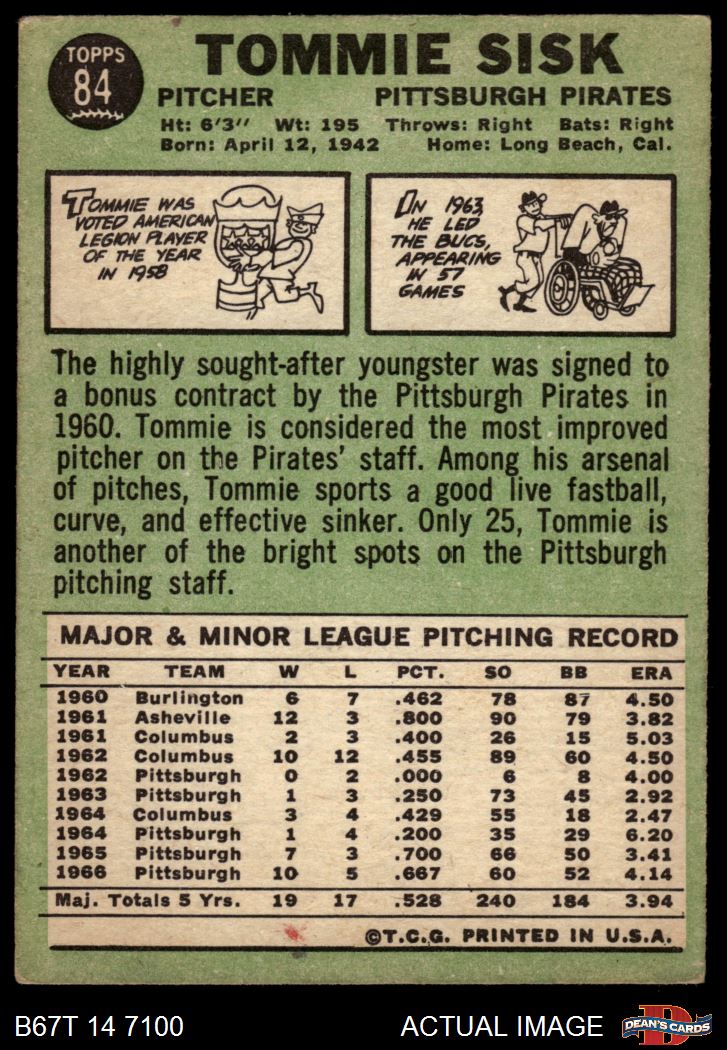 TOPPS
84
TOMMIE SISK
PITCHER PITTSBURGH PIRATES
Ht: 6'3" Wt: 195 Throws: Right Bats: Right
Born: April 12, 1942 Home: Long Beach, Cal.
TOMMIE WAS
VOTED AMERICAN
LEGION PLAYER
OF THE YEAR
IN 1958
IN 1963,
HE LED
THE BUCS,
APPEARING
IN 57
GAMES
The highly sought-after youngster was signed to
a bonus contract by the Pittsburgh Pirates in
1960. Tommie is considered the most improved
pitcher on the Pirates' staff. Among his arsenal
of pitches, Tommie sports a good live fastball,
curve, and effective sinker. Only 25, Tommie is
another of the bright spots on the Pittsburgh
pitching staff.
MAJOR & MINOR LEAGUE PITCHING RECORD
YEAR TEAM W L PCT. SO BB ERA
1960 Burlington 6 7 .462 78 87 4.50
1961 Asheville 12 3 .800 90 79 3.82
1961 Columbus 2 3 .400 26 15 5.03
1962 Columbus 10 12 .455 89 60 4.50
1962 Pittsburgh 0 2 .000 6 8 4.00
1963 Pittsburgh 1 3 .250 73 45 2.92
1964 Columbus 3 4 .429 55 18 2.47
1964 Pittsburgh 1 4 .200 35 29 6.20
1965 Pittsburgh 7 3 .700 66 50 3.41
1966 Pittsburgh 10 5 .667 60 52 4.14
Maj. Totals 5 Yrs. 19 17 .528 240 184 3.94
©T.C.G. PRINTED IN U.S.A.
B67T 14 7100 ACTUAL IMAGE
D
DEAN'S CARDS